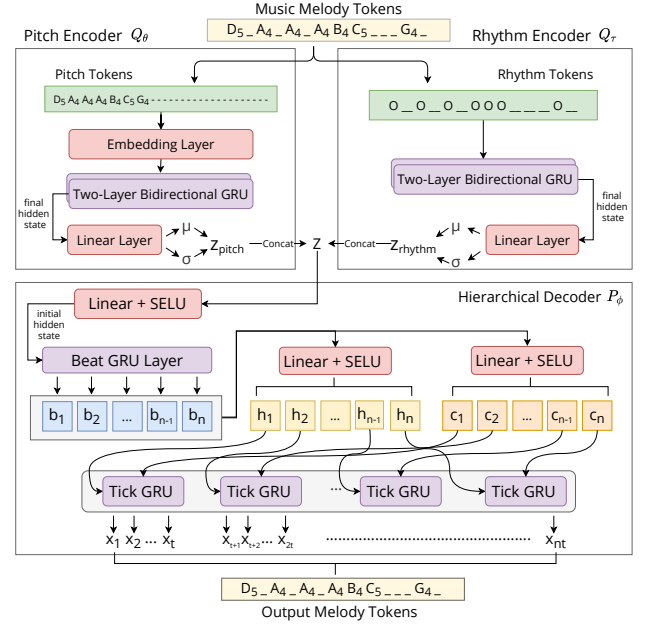 Music Melody Tokens
D5 _ A4 _ A4 _ A4 B4 C5 _ _ _ G4 _
Pitch Encoder Qθ
Rhythm Encoder Qτ
Pitch Tokens
D5 A4 A4 A4 B4 C5 G4 - - - - - - - - - - - - - - - - - - - - -
Rhythm Tokens
O _ O _ O _ O O O _ _ _ O _
Embedding Layer
Two-Layer Bidirectional GRU
Two-Layer Bidirectional GRU
final
hidden
state
final
hidden
state
Linear Layer
μ
σ
zpitch
Concat
z
Concat
zrhythm
μ
σ
Linear Layer
Linear + SELU
Hierarchical Decoder Pϕ
initial
hidden
state
Beat GRU Layer
Linear + SELU
Linear + SELU
b1 b2 ... bn-1 bn
h1 h2 ... hn-1 hn
c1 c2 ... cn-1 cn
Tick GRU
Tick GRU
...
Tick GRU
Tick GRU
x1 x2 ... xt
xt+1 xt+2 ... x2t
xnt
D5 _ A4 _ A4 _ A4 B4 C5 _ _ _ G4 _
Output Melody Tokens